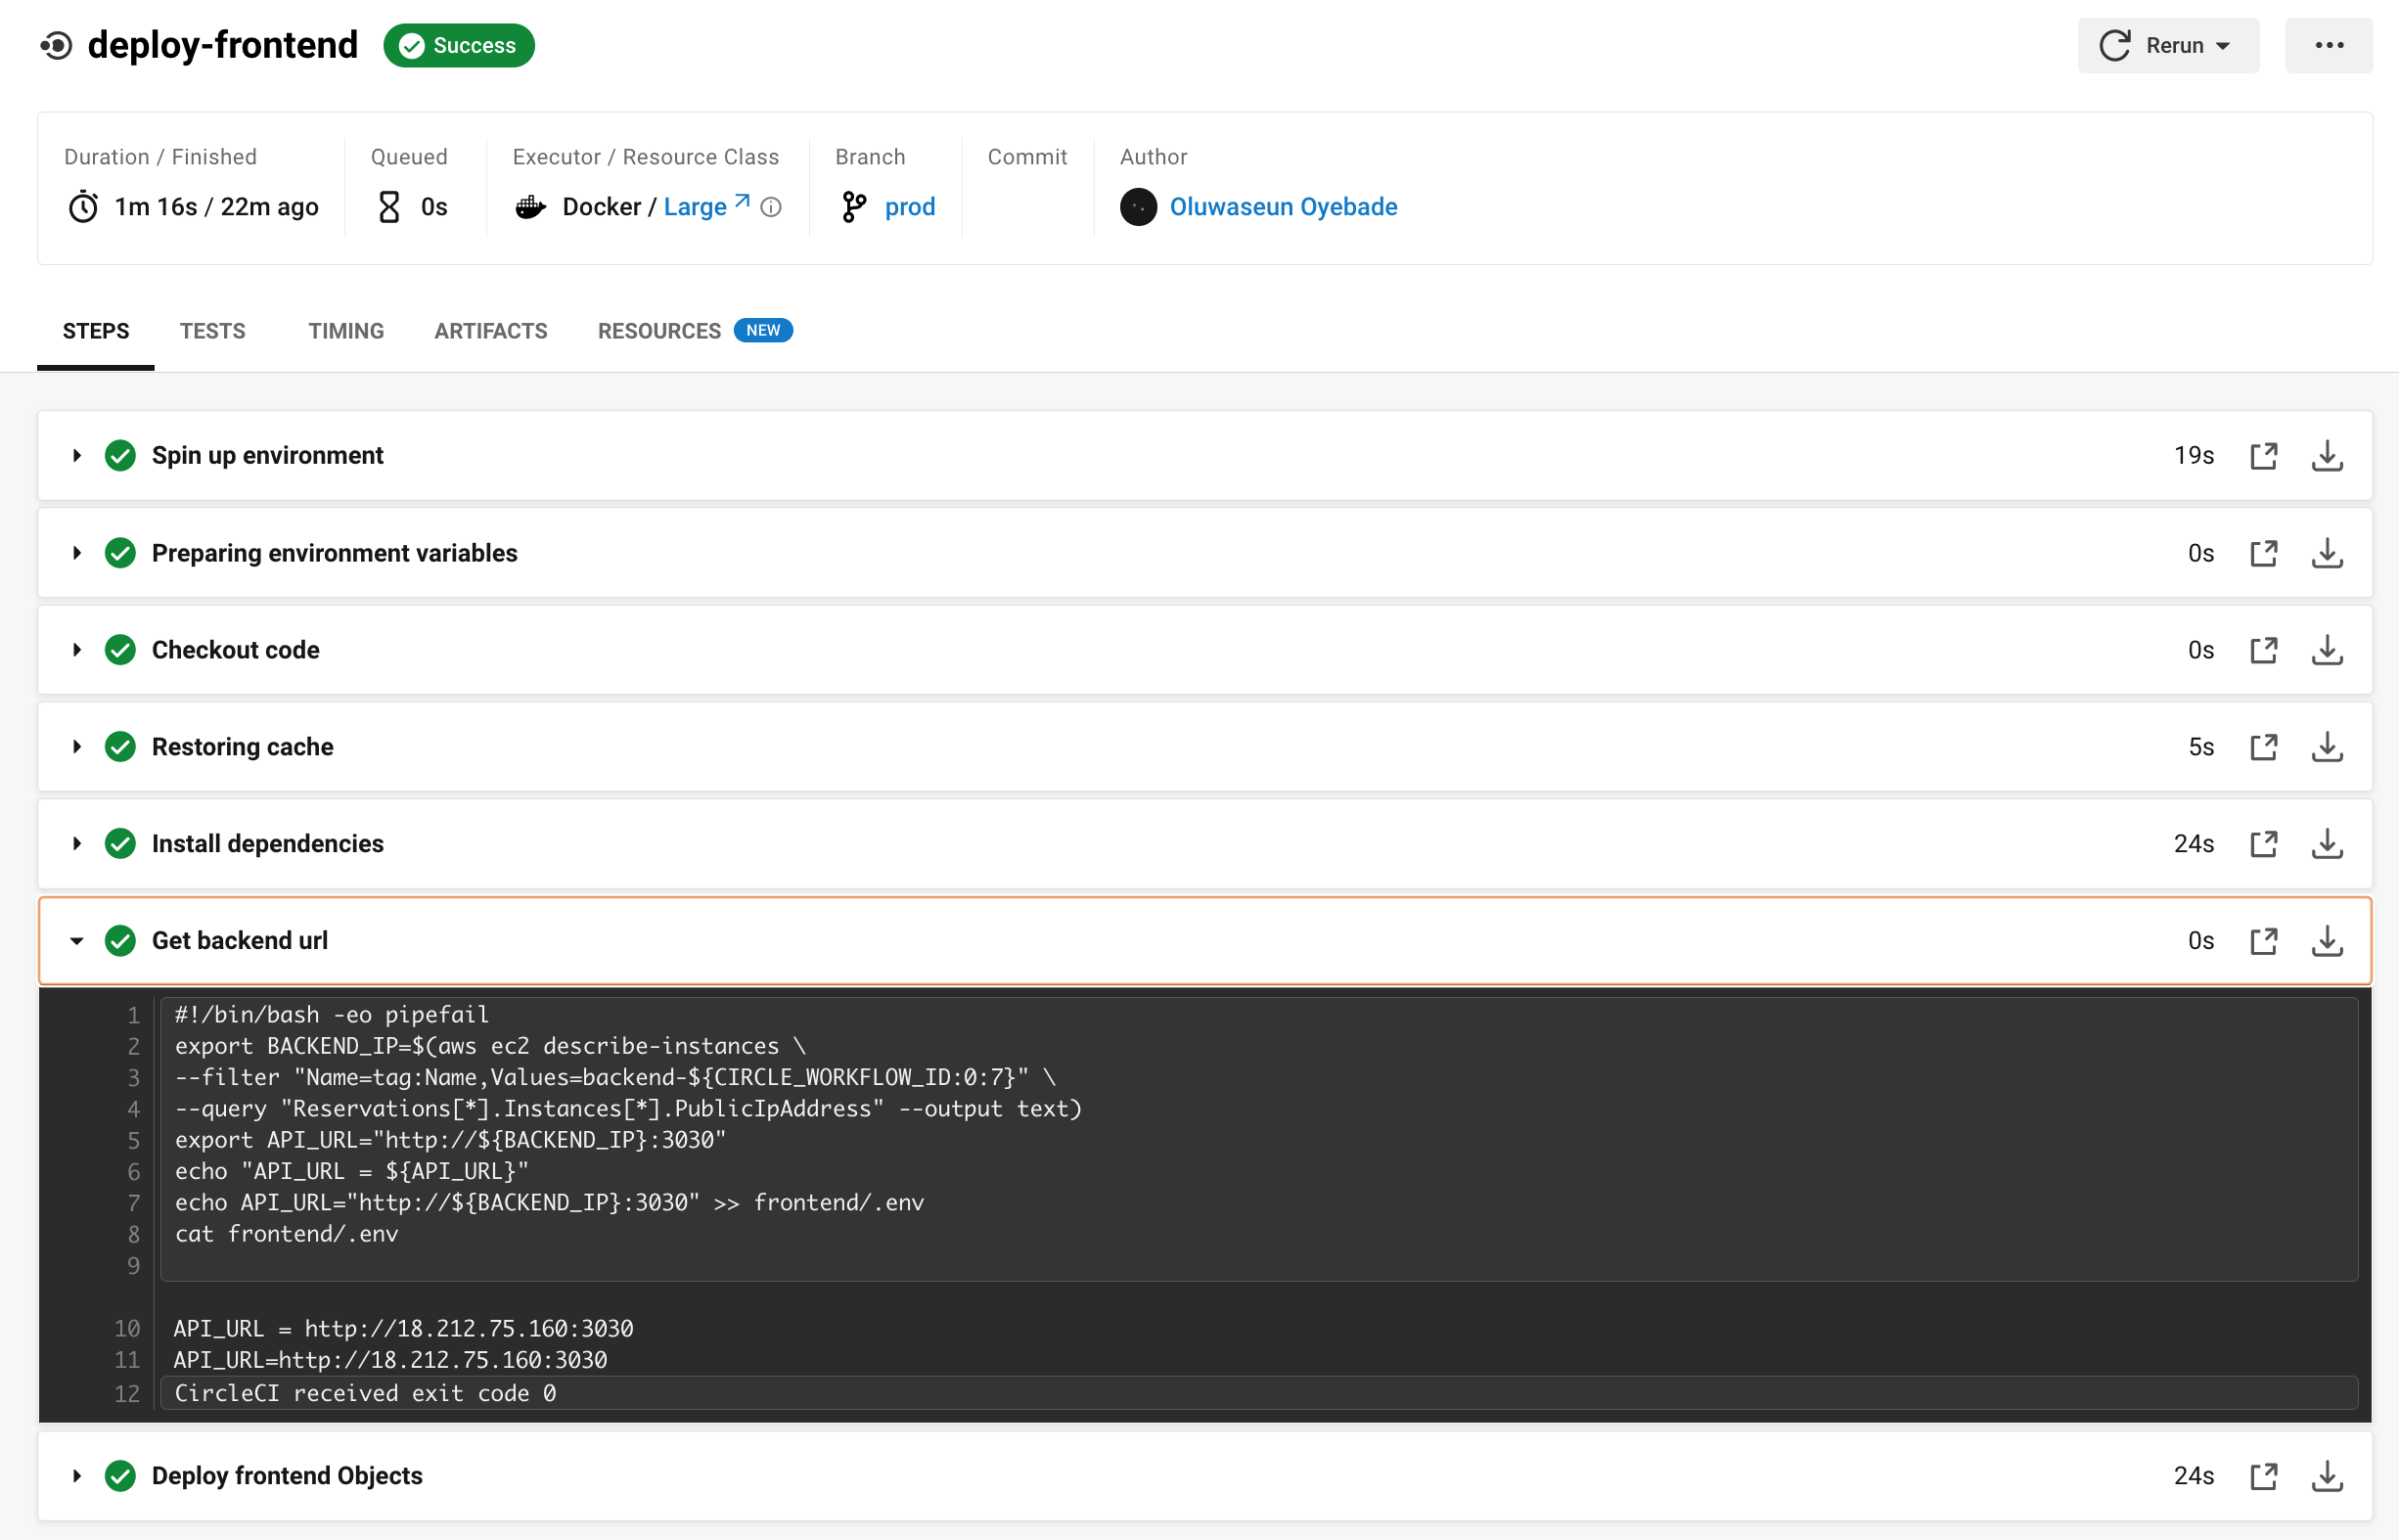 deploy-frontend Success Rerun
Duration / Finished Queued Executor / Resource Class Branch Commit Author
1m 16s / 22m ago 0s Docker / Large prod Oluwaseun Oyebade
STEPS TESTS TIMING ARTIFACTS RESOURCES NEW
Spin up environment 19s
Preparing environment variables 0s
Checkout code 0s
Restoring cache 5s
Install dependencies 24s
Get backend url 0s
1 #!/bin/bash -eo pipefail
2 export BACKEND_IP=$(aws ec2 describe-instances \
3 --filter "Name=tag:Name,Values=backend-${CIRCLE_WORKFLOW_ID:0:7}" \
4 --query "Reservations[*].Instances[*].PublicIpAddress" --output text)
5 export API_URL="http://${BACKEND_IP}:3030"
6 echo "API_URL = ${API_URL}"
7 echo API_URL="http://${BACKEND_IP}:3030" >> frontend/.env
8 cat frontend/.env
9
10 API_URL = http://18.212.75.160:3030
11 API_URL=http://18.212.75.160:3030
12 CircleCI received exit code 0
Deploy frontend Objects 24s